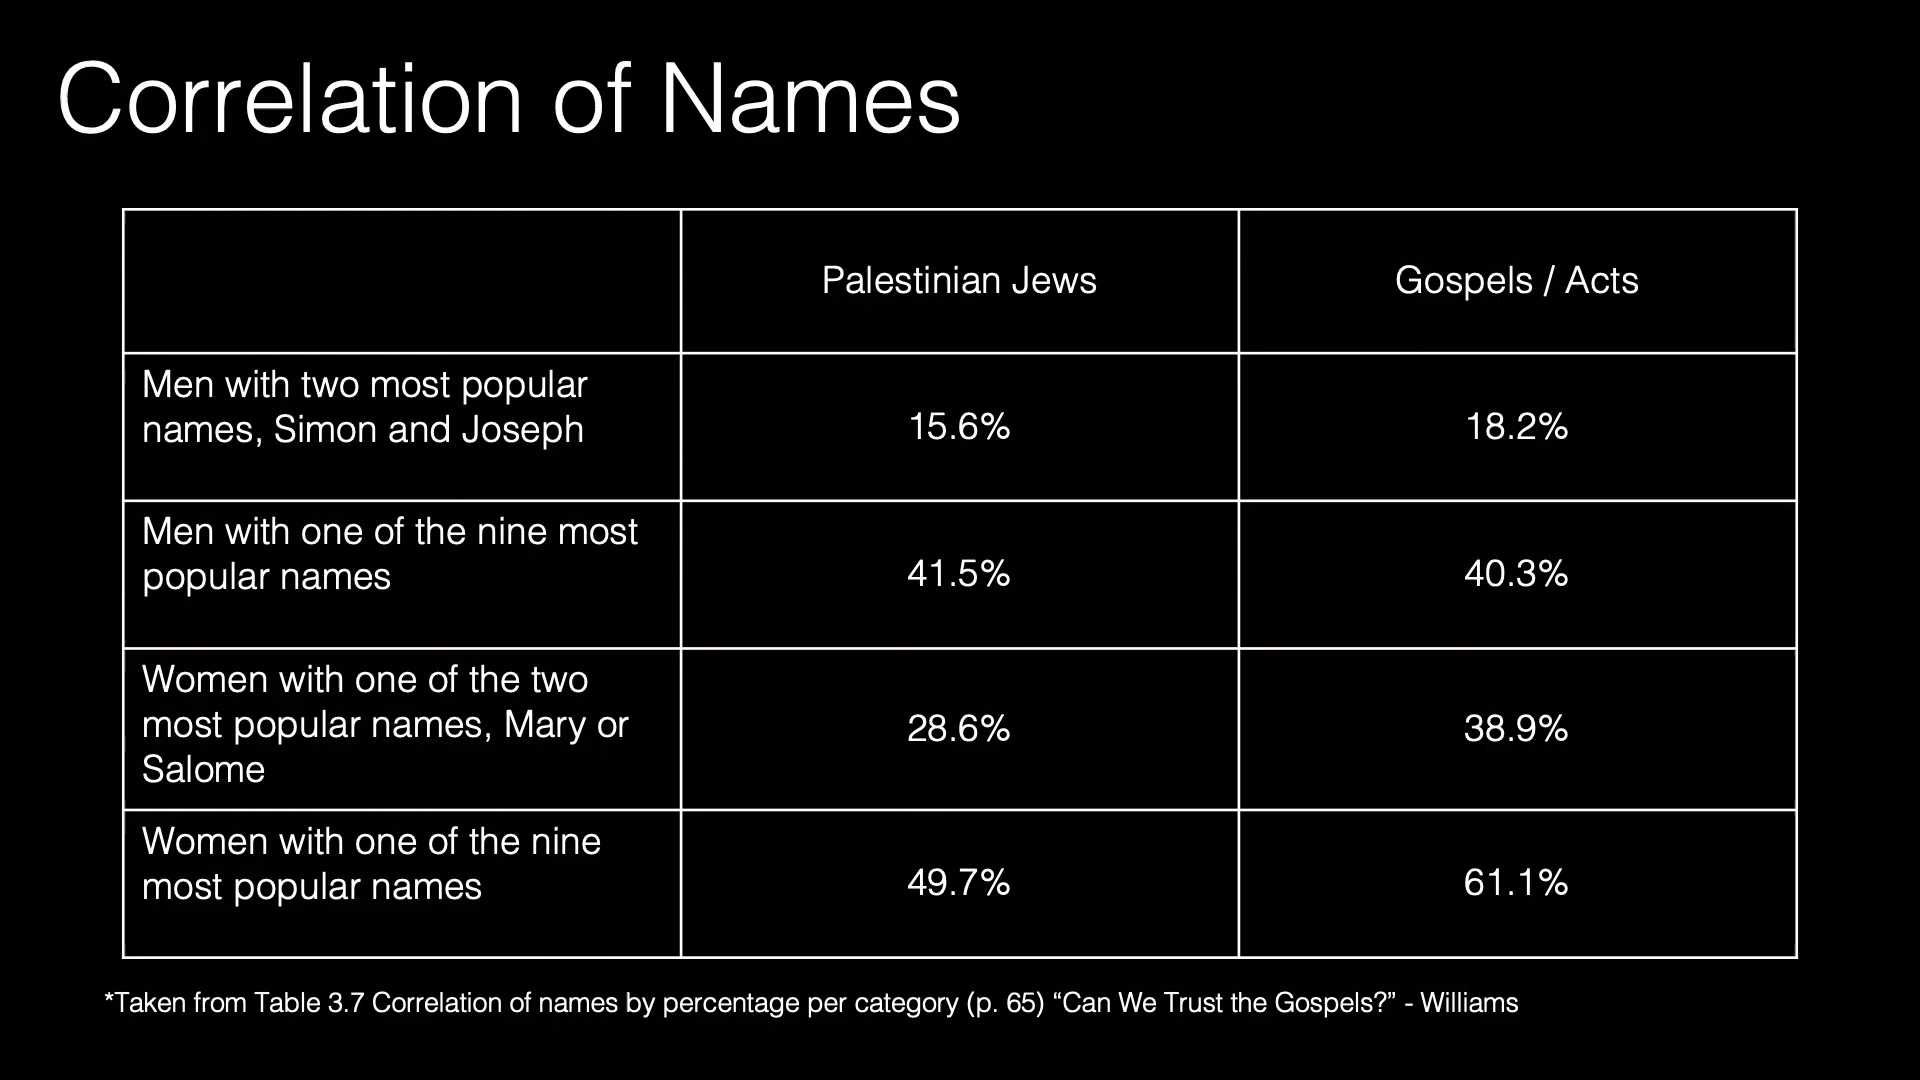 Correlation of Names
Palestinian Jews
Gospels / Acts
Men with two most popular
names, Simon and Joseph
15.6%
18.2%
Men with one of the nine most
popular names
41.5%
40.3%
Women with one of the two
most popular names, Mary or
Salome
28.6%
38.9%
Women with one of the nine
most popular names
49.7%
61.1%
*Taken from Table 3.7 Correlation of names by percentage per category (p. 65) “Can We Trust the Gospels?” - Williams